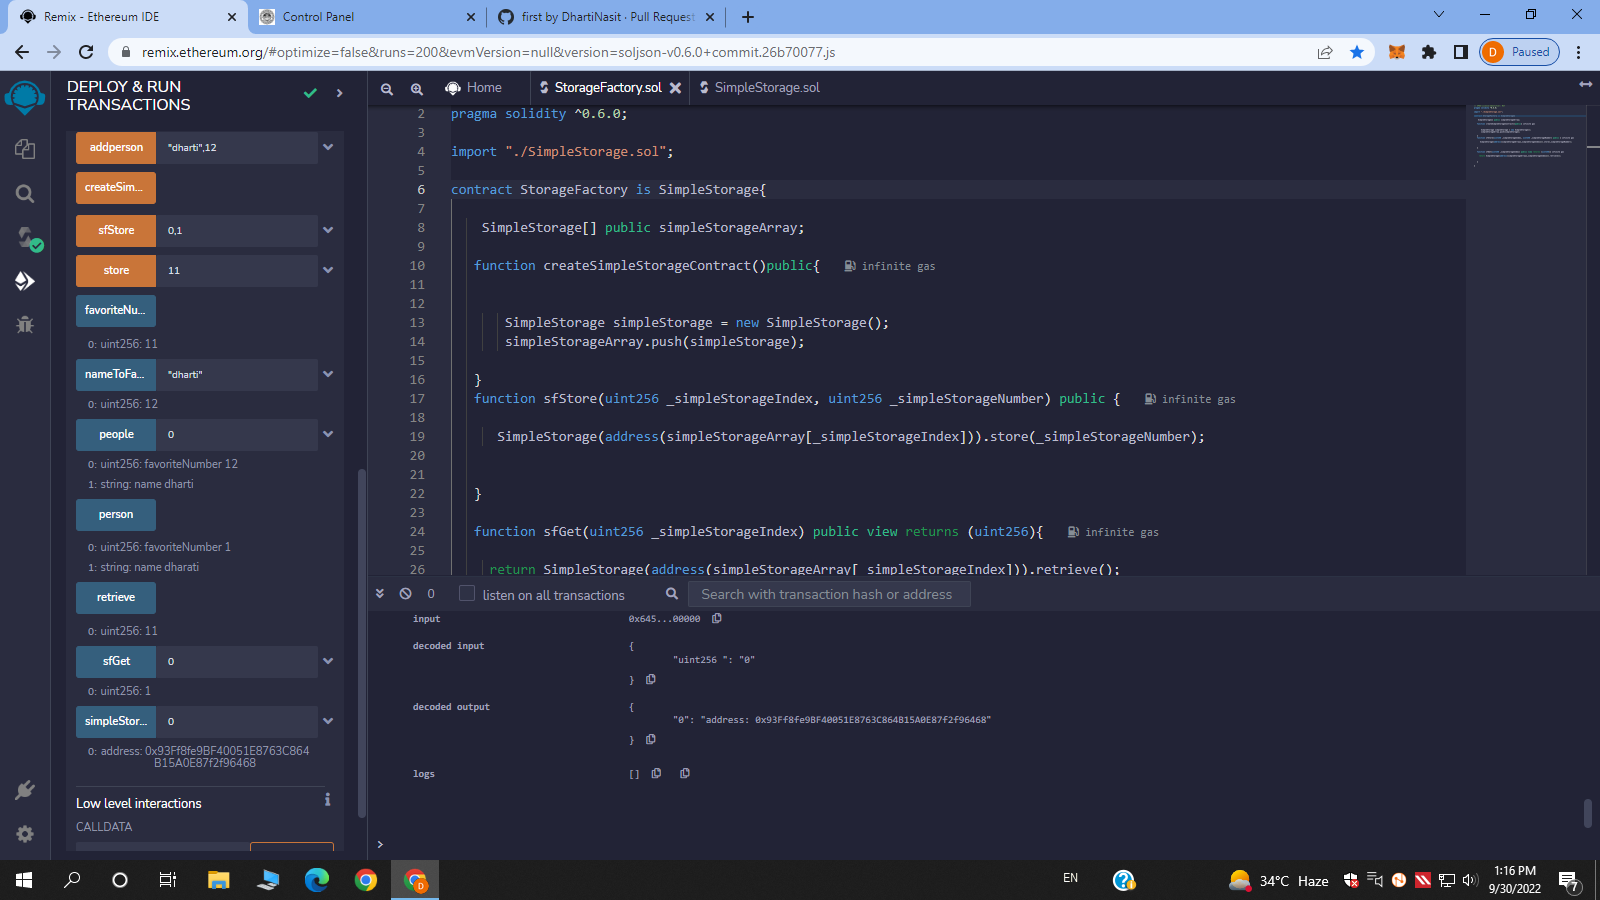 Remix - Ethereum IDE
Control Panel
first by DhartiNasit · Pull Request
remix.ethereum.org/#optimize=false&runs=200&evmVersion=null&version=soljson-v0.6.0+commit.26b70077.js
D Paused
DEPLOY & RUN
TRANSACTIONS
addperson "dharti",12
createSim...
sfStore 0,1
store 11
favoriteNu...
0: uint256: 11
nameToFa... "dharti"
0: uint256: 12
people 0
0: uint256: favoriteNumber 12
1: string: name dharti
person
0: uint256: favoriteNumber 1
1: string: name dharati
retrieve
0: uint256: 11
sfGet 0
0: uint256: 1
simpleStor... 0
0: address: 0x93Ff8fe9BF40051E8763C864
B15A0E87f2f96468
Low level interactions
CALLDATA
Home
StorageFactory.sol
SimpleStorage.sol
2 pragma solidity ^0.6.0;
3
4 import "./SimpleStorage.sol";
5
6 contract StorageFactory is SimpleStorage{
7
8 SimpleStorage[] public simpleStorageArray;
9
10 function createSimpleStorageContract()public{ infinite gas
11
12
13 SimpleStorage simpleStorage = new SimpleStorage();
14 simpleStorageArray.push(simpleStorage);
15
16 }
17 function sfStore(uint256 _simpleStorageIndex, uint256 _simpleStorageNumber) public { infinite gas
18
19 SimpleStorage(address(simpleStorageArray[_simpleStorageIndex])).store(_simpleStorageNumber);
20
21
22 }
23
24 function sfGet(uint256 _simpleStorageIndex) public view returns (uint256){ infinite gas
25
26 return SimpleStorage(address(simpleStorageArray[_simpleStorageIndex])).retrieve();
0 listen on all transactions Search with transaction hash or address
input 0x645...00000
decoded input {
"uint256 ": "0"
}
decoded output {
"0": "address: 0x93Ff8fe9BF40051E8763C864B15A0E87f2f96468"
}
logs []
>
EN
34°C Haze
1:16 PM
9/30/2022
7